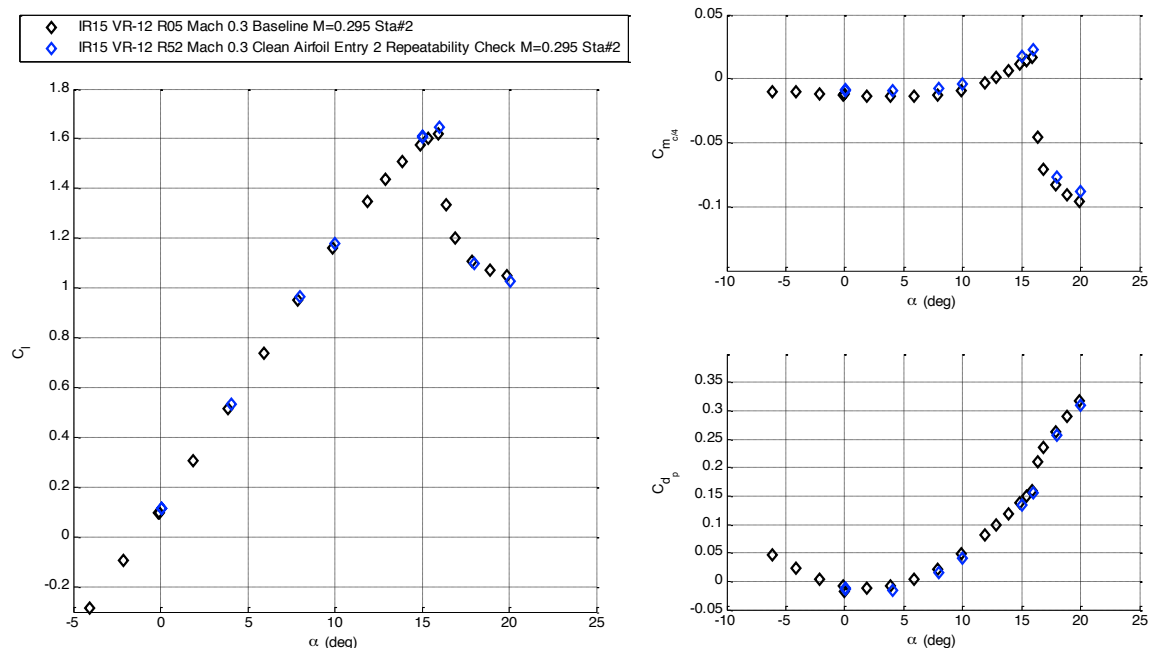 IR15 VR-12 R05 Mach 0.3 Baseline M=0.295 Sta#2
IR15 VR-12 R52 Mach 0.3 Clean Airfoil Entry 2 Repeatability Check M=0.295 Sta#2
1.8
1.6
1.4
1.2
1
0.8
0.6
0.4
0.2
0
-0.2
C_l
-5 0 5 10 15 20 25
α (deg)
0.05
0
-0.05
-0.1
C_m_c/4
-10 -5 0 5 10 15 20 25
α (deg)
0.35
0.3
0.25
0.2
0.15
0.1
0.05
0
-0.05
C_d_p
-10 -5 0 5 10 15 20 25
α (deg)